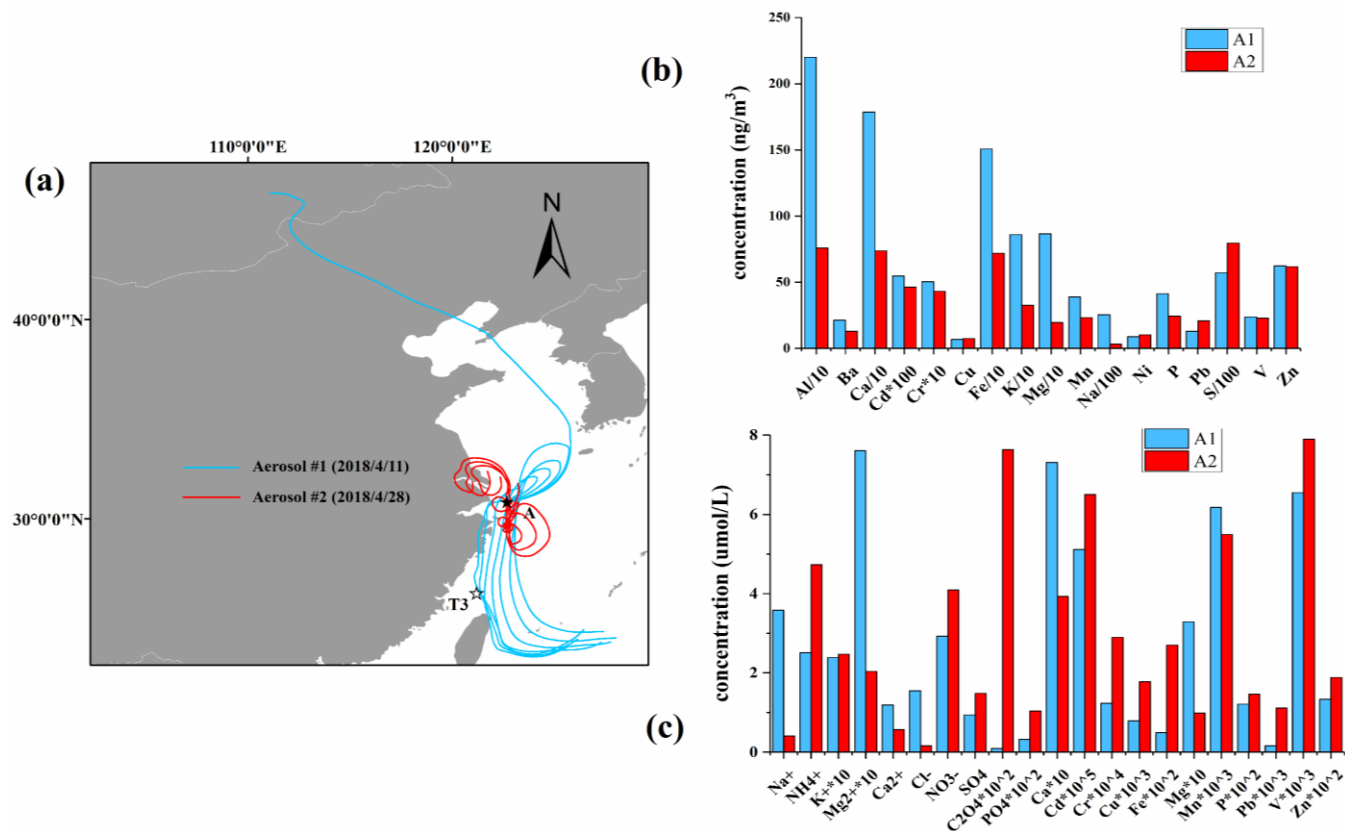 (a)
110°0'0"E
120°0'0"E
40°0'0"N
30°0'0"N
N
Aerosol #1 (2018/4/11)
Aerosol #2 (2018/4/28)
A
T3
(b)
concentration (ng/m³)
250
200
150
100
50
0
A1
A2
Al/10
Ba
Ca/10
Cd*100
Cr*10
Cu
Fe/10
K/10
Mg/10
Mn
Na/100
Ni
P
Pb
S/100
V
Zn
(c)
concentration (umol/L)
8
6
4
2
0
A1
A2
Na+
NH4+
K+*10
Mg2+*10
Ca2+
Cl-
NO3-
SO4
C2O4*10^2
PO4*10^2
Ca*10
Cd*10^5
Cr*10^4
Cu*10^3
Fe*10^2
Mg*10
Mn*10^3
P*10^2
Pb*10^3
V*10^3
Zn*10^2